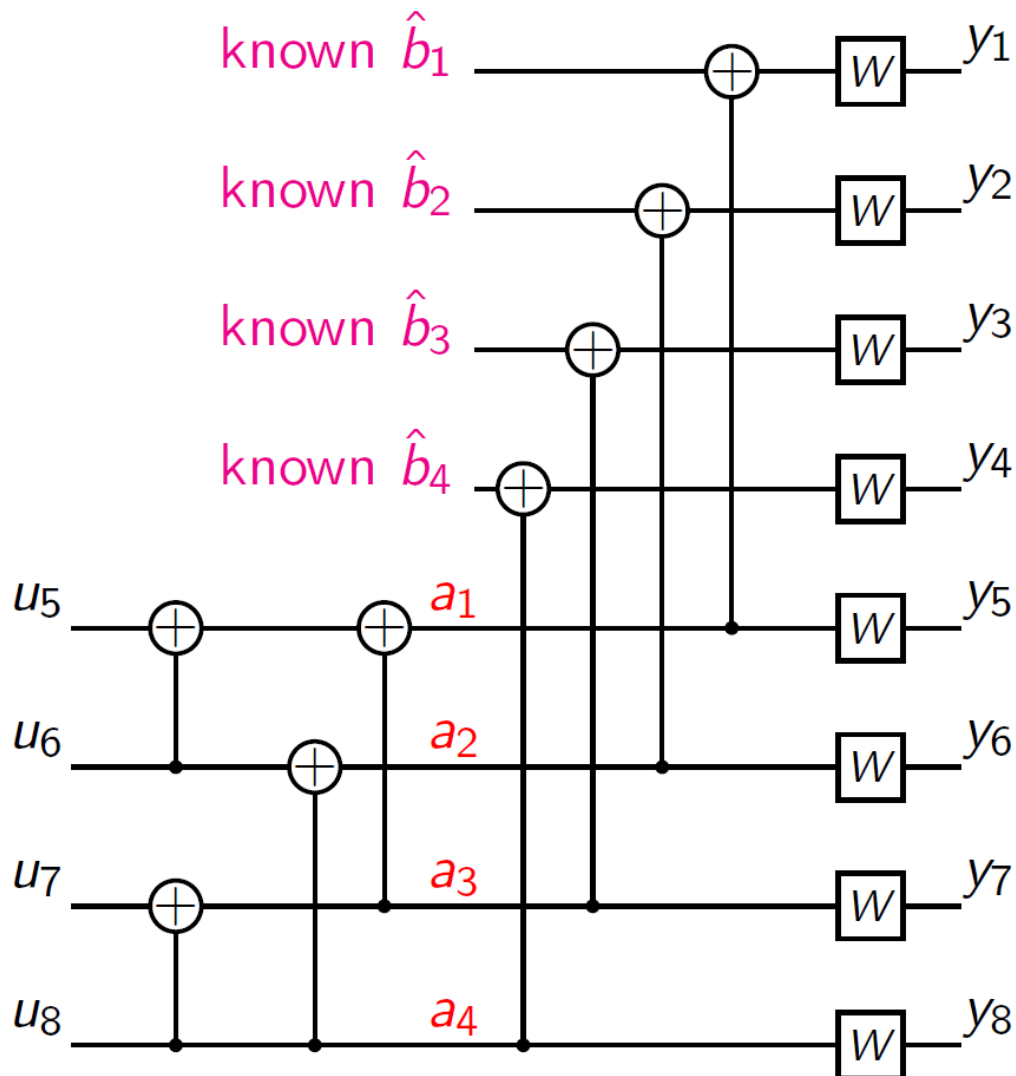 known b̂₁ W y₁
known b̂₂ W y₂
known b̂₃ W y₃
known b̂₄ W y₄
u₅ a₁ W y₅
u₆ a₂ W y₆
u₇ a₃ W y₇
u₈ a₄ W y₈